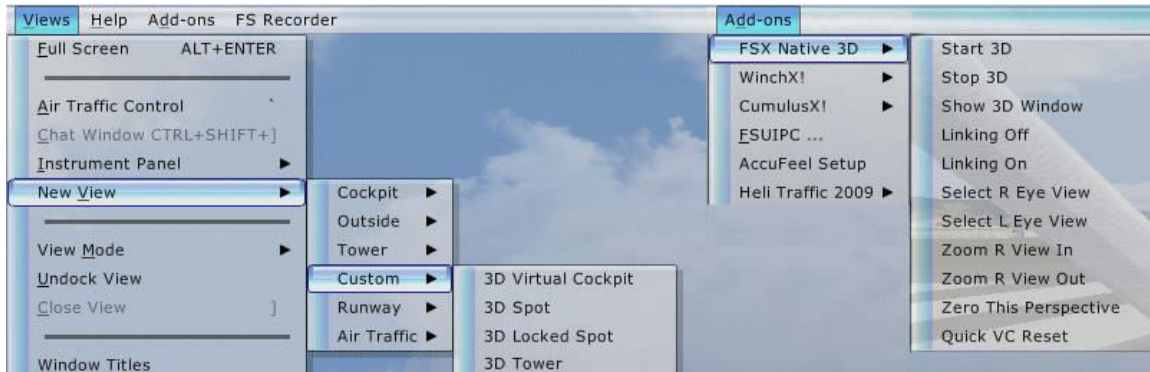 Views Help Add-ons FS Recorder
Full Screen ALT+ENTER
Air Traffic Control `
Chat Window CTRL+SHIFT+]
Instrument Panel
New View
View Mode
Undock View
Close View ]
Window Titles
Cockpit
Outside
Tower
Custom
Runway
Air Traffic
3D Virtual Cockpit
3D Spot
3D Locked Spot
3D Tower
Add-ons
FSX Native 3D
WinchX!
CumulusX!
FSUIPC ...
AccuFeel Setup
Heli Traffic 2009
Start 3D
Stop 3D
Show 3D Window
Linking Off
Linking On
Select R Eye View
Select L Eye View
Zoom R View In
Zoom R View Out
Zero This Perspective
Quick VC Reset